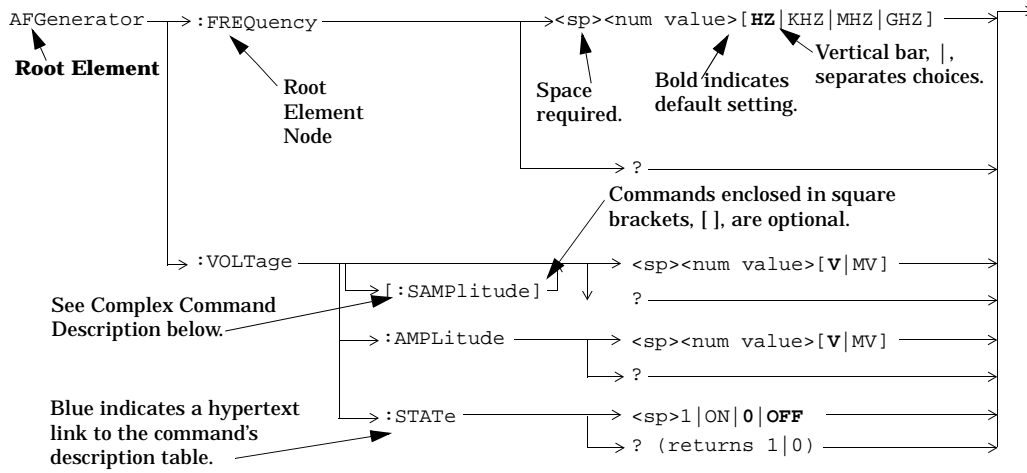 AFGenerator :FREQuency <sp><num value>[HZ|KHZ|MHZ|GHZ]
Root Element
Root
Element
Node
Space
required.
Bold indicates
default setting.
Vertical bar, |,
separates choices.
?
Commands enclosed in square
brackets, [ ], are optional.
:VOLTage <sp><num value>[V|MV]
[:SAMPlitude] ?
See Complex Command
Description below.
:AMPLitude <sp><num value>[V|MV]
?
Blue indicates a hypertext
link to the command's
description table.
:STATe <sp>1|ON|0|OFF
? (returns 1|0)